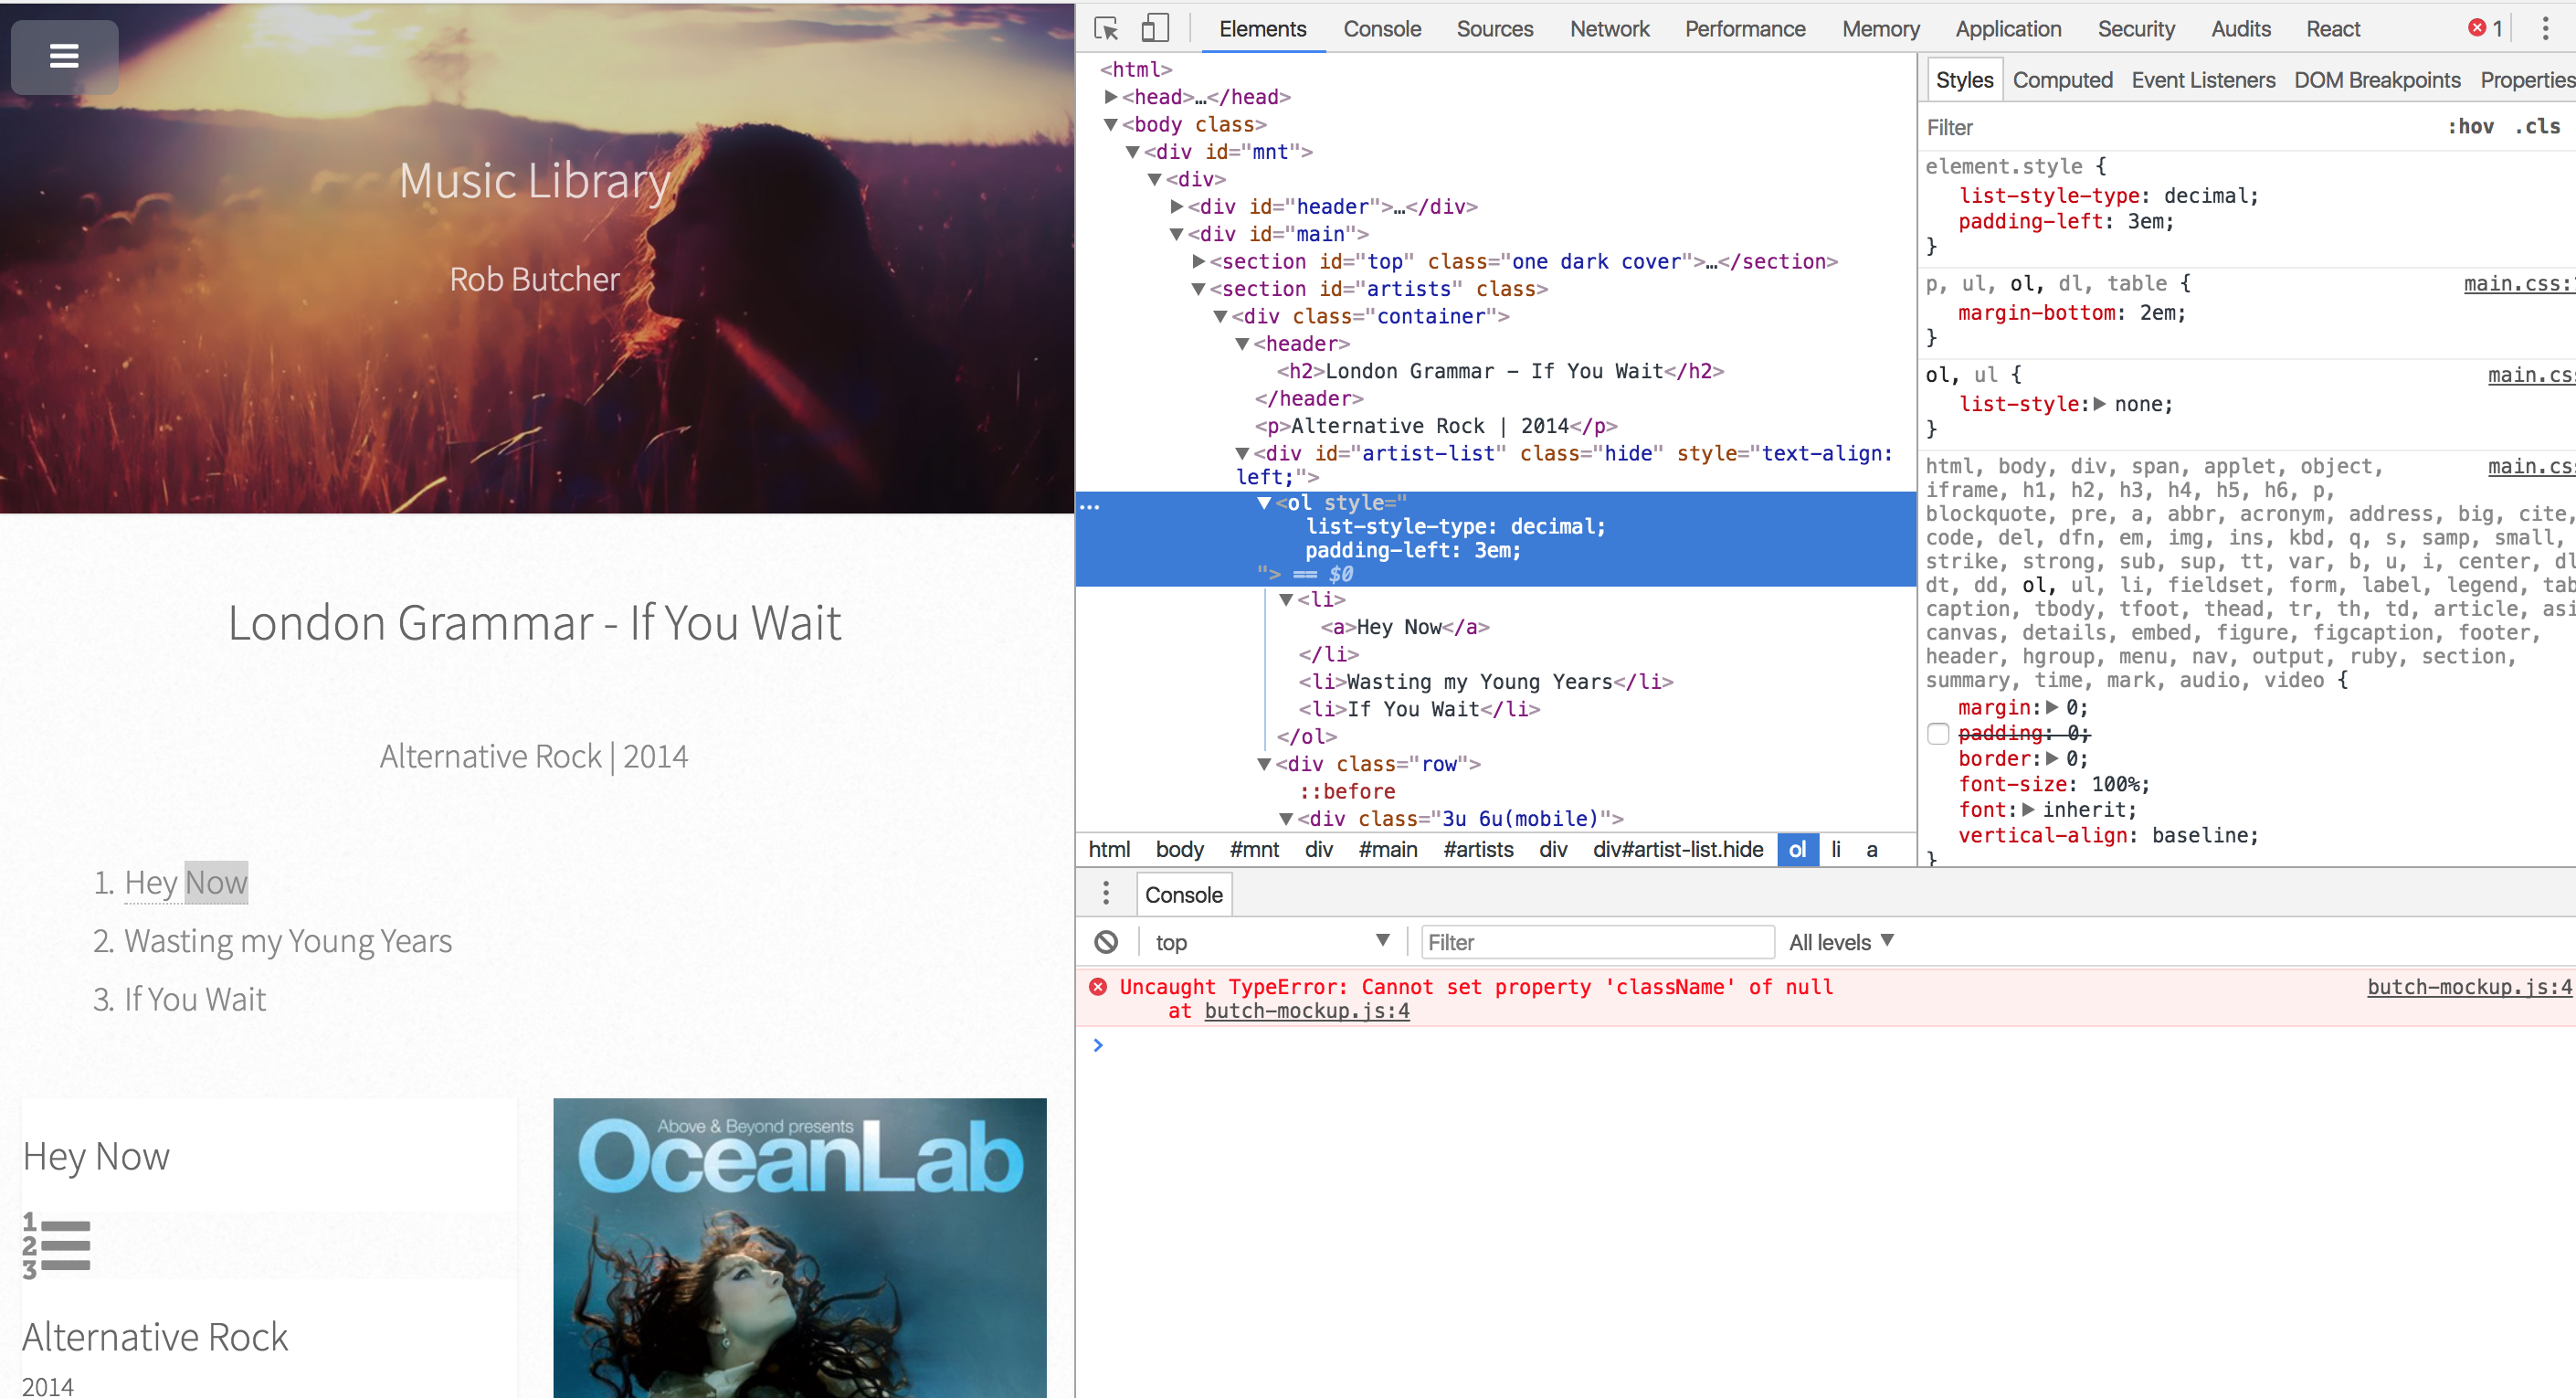 Music Library
Rob Butcher
London Grammar - If You Wait
Alternative Rock | 2014
1. Hey Now
2. Wasting my Young Years
3. If You Wait
Hey Now
1
2
3
Alternative Rock
2014
Above & Beyond presents
OceanLab
Elements Console Sources Network Performance Memory Application Security Audits React 1
<html>
<head>…</head>
<body class>
<div id="mnt">
<div>
<div id="header">…</div>
<div id="main">
<section id="top" class="one dark cover">…</section>
<section id="artists" class>
<div class="container">
<header>
<h2>London Grammar - If You Wait</h2>
</header>
<p>Alternative Rock | 2014</p>
<div id="artist-list" class="hide" style="text-align:
left;">
… <ol style="
list-style-type: decimal;
padding-left: 3em;
"> == $0
<li>
<a>Hey Now</a>
</li>
<li>Wasting my Young Years</li>
<li>If You Wait</li>
</ol>
<div class="row">
::before
<div class="3u 6u(mobile)">
html body #mnt div #main #artists div div#artist-list.hide ol li a
Styles Computed Event Listeners DOM Breakpoints Properties
Filter :hov .cls
element.style {
list-style-type: decimal;
padding-left: 3em;
}
p, ul, ol, dl, table { main.css:
margin-bottom: 2em;
}
ol, ul { main.cs
list-style: none;
}
html, body, div, span, applet, object, main.cs
iframe, h1, h2, h3, h4, h5, h6, p,
blockquote, pre, a, abbr, acronym, address, big, cite,
code, del, dfn, em, img, ins, kbd, q, s, samp, small,
strike, strong, sub, sup, tt, var, b, u, i, center, dl
dt, dd, ol, ul, li, fieldset, form, label, legend, tab
caption, tbody, tfoot, thead, tr, th, td, article, asi
canvas, details, embed, figure, figcaption, footer,
header, hgroup, menu, nav, output, ruby, section,
summary, time, mark, audio, video {
margin: 0;
padding: 0;
border: 0;
font-size: 100%;
font: inherit;
vertical-align: baseline;
}
Console
top Filter All levels
Uncaught TypeError: Cannot set property 'className' of null butch-mockup.js:4
at butch-mockup.js:4